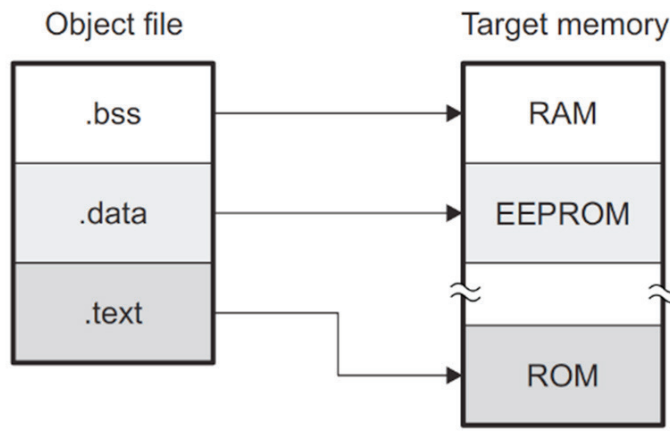 Object file
Target memory
.bss
RAM
.data
EEPROM
.text
ROM